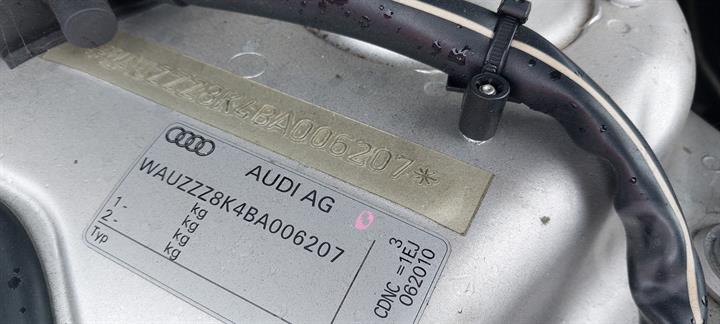 *WAUZZZ8K4BA006207*
AUDI AG
WAUZZZ8K4BA006207
1- kg
2- kg
kg
Typ kg
3
CDNC =1EJ
062010